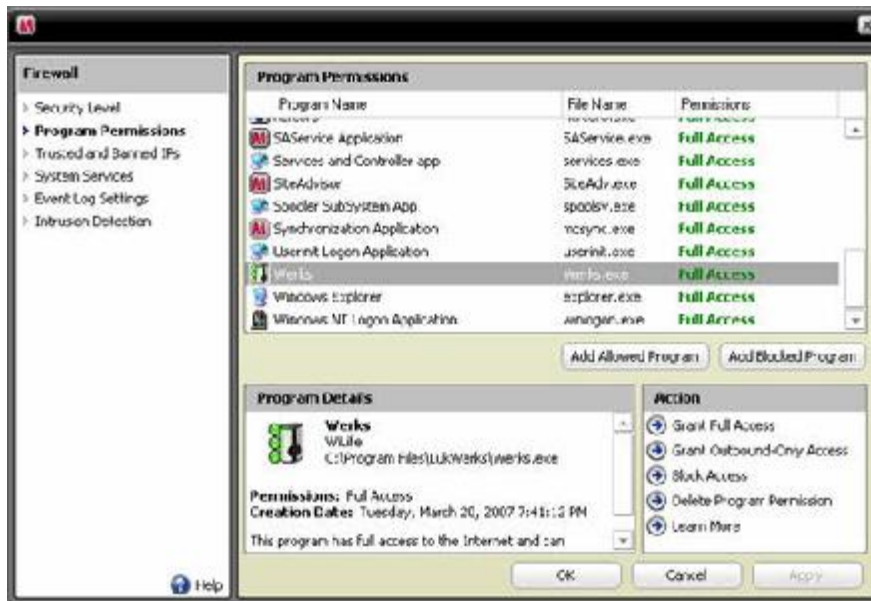 Firewall
Security Level
Program Permissions
Trusted and Banned IPs
System Services
Event Log Settings
Intrusion Detection
Help
Program Permissions
Program Name File Name Permissions
Full Access
SAService Application SAService.exe Full Access
Services and Controller app services.exe Full Access
SiteAdvisor SiteAdv.exe Full Access
Spooler SubSystem App spoolsv.exe Full Access
Synchronization Application mcsync.exe Full Access
Userinit Logon Application userinit.exe Full Access
Werks Werks.exe Full Access
Windows Explorer explorer.exe Full Access
Windows NT Logon Application winlogon.exe Full Access
Add Allowed Program Add Blocked Program
Program Details
Werks
WLife
C:\Program Files\LukWerks\werks.exe
Permissions: Full Access
Creation Date: Tuesday, March 20, 2007 7:41:12 PM
This program has full access to the Internet and can
Action
Grant Full Access
Grant Outbound-Only Access
Block Access
Delete Program Permission
Learn More
OK Cancel Apply